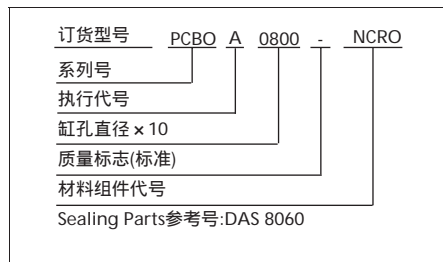 订货型号 PCBO A 0800 - NCRO
系列号
执行代号
缸孔直径×10
质量标志(标准)
材料组件代号
Sealing Parts参考号:DAS 8060